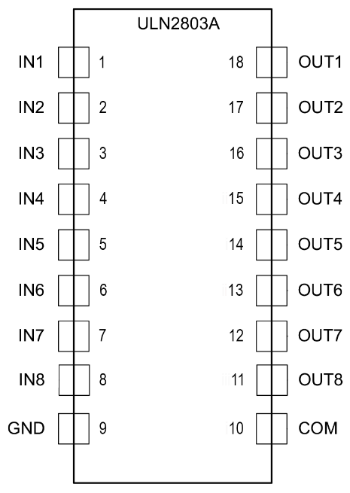 ULN2803A
IN1 1 18 OUT1
IN2 2 17 OUT2
IN3 3 16 OUT3
IN4 4 15 OUT4
IN5 5 14 OUT5
IN6 6 13 OUT6
IN7 7 12 OUT7
IN8 8 11 OUT8
GND 9 10 COM